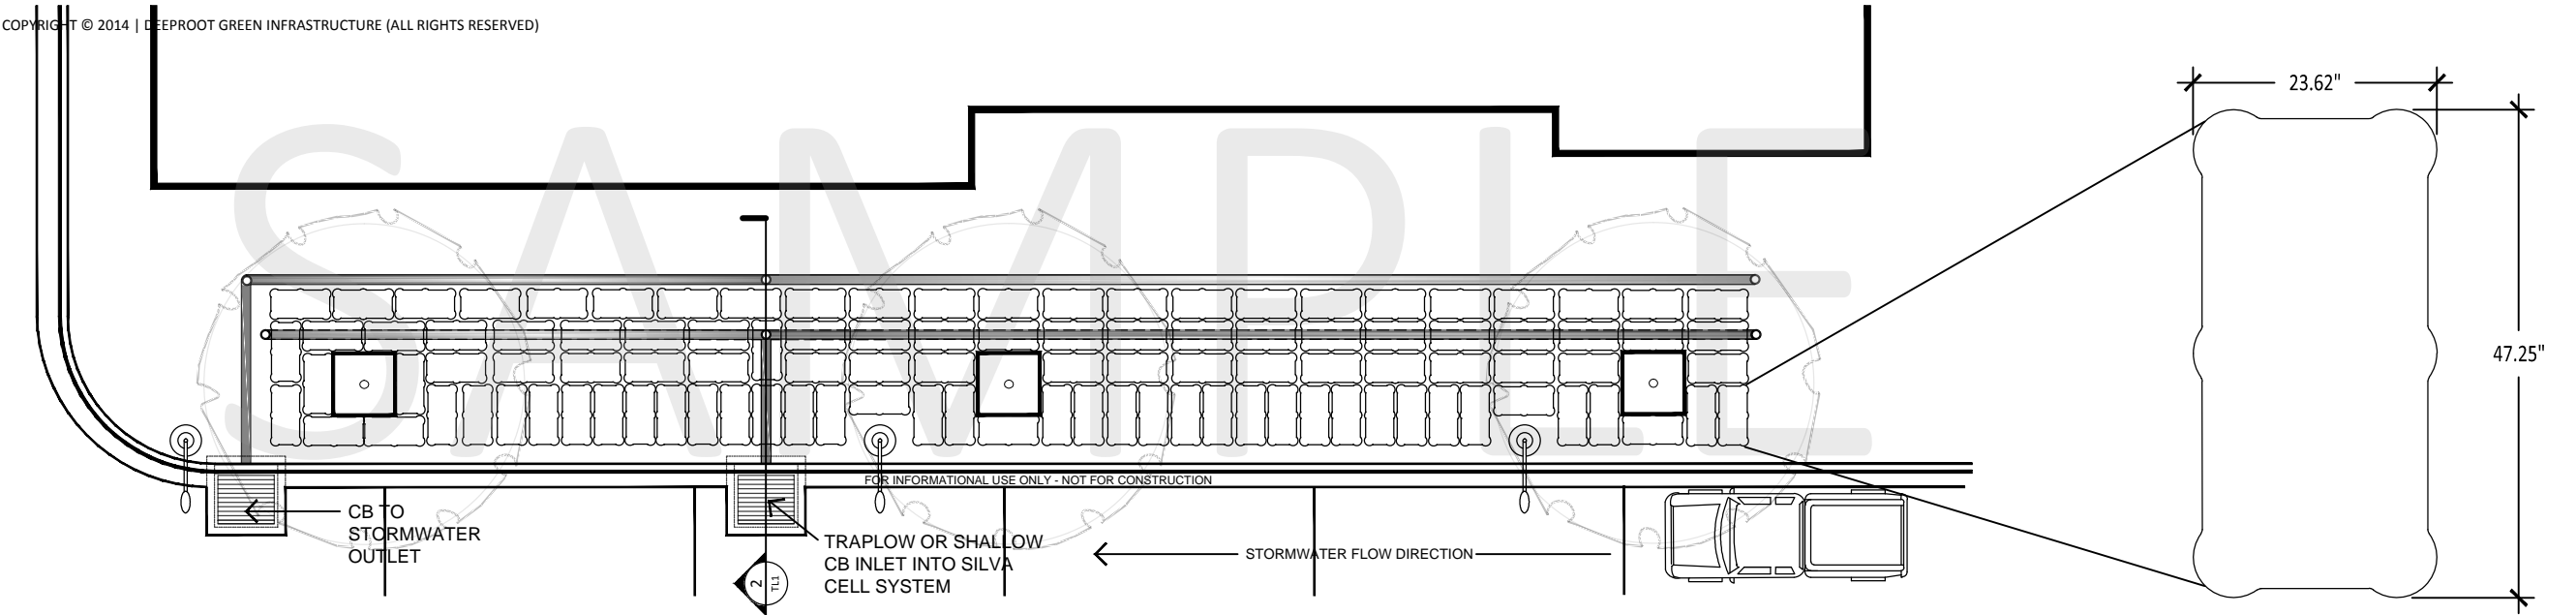 COPYRIGHT © 2014 | DEEPROOT GREEN INFRASTRUCTURE (ALL RIGHTS RESERVED)
23.62"
SAMPLE
47.25"
FOR INFORMATIONAL USE ONLY - NOT FOR CONSTRUCTION
CB TO
STORMWATER
OUTLET
TRAPLOW OR SHALLOW
CB INLET INTO SILVA
CELL SYSTEM
STORMWATER FLOW DIRECTION
2
TL1